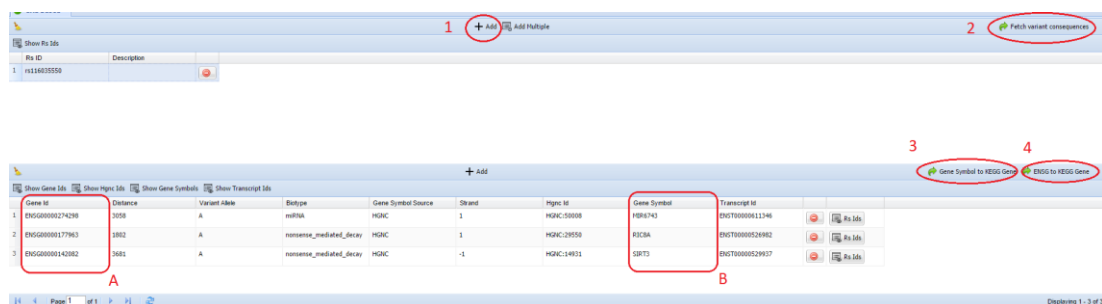 1 + Add Add Multiple 2 Fetch variant consequences
Show Rs Ids
Rs ID Description
1 rs116035550
3 4
+ Add Gene Symbol to KEGG Gene ENSG to KEGG Gene
Show Gene Ids Show Hgnc Ids Show Gene Symbols Show Transcript Ids
Gene Id Distance Variant Allele Biotype Gene Symbol Source Strand Hgnc Id Gene Symbol Transcript Id
1 ENSG00000274298 3058 A miRNA HGNC 1 HGNC:50008 MIR6743 ENST00000611346 Rs Ids
2 ENSG00000177963 1802 A nonsense_mediated_decay HGNC 1 HGNC:29550 RIC8A ENST00000526982 Rs Ids
3 ENSG00000142082 3681 A nonsense_mediated_decay HGNC -1 HGNC:14931 SIRT3 ENST00000529937 Rs Ids
A B
Page 1 of 1 Displaying 1 - 3 of 3